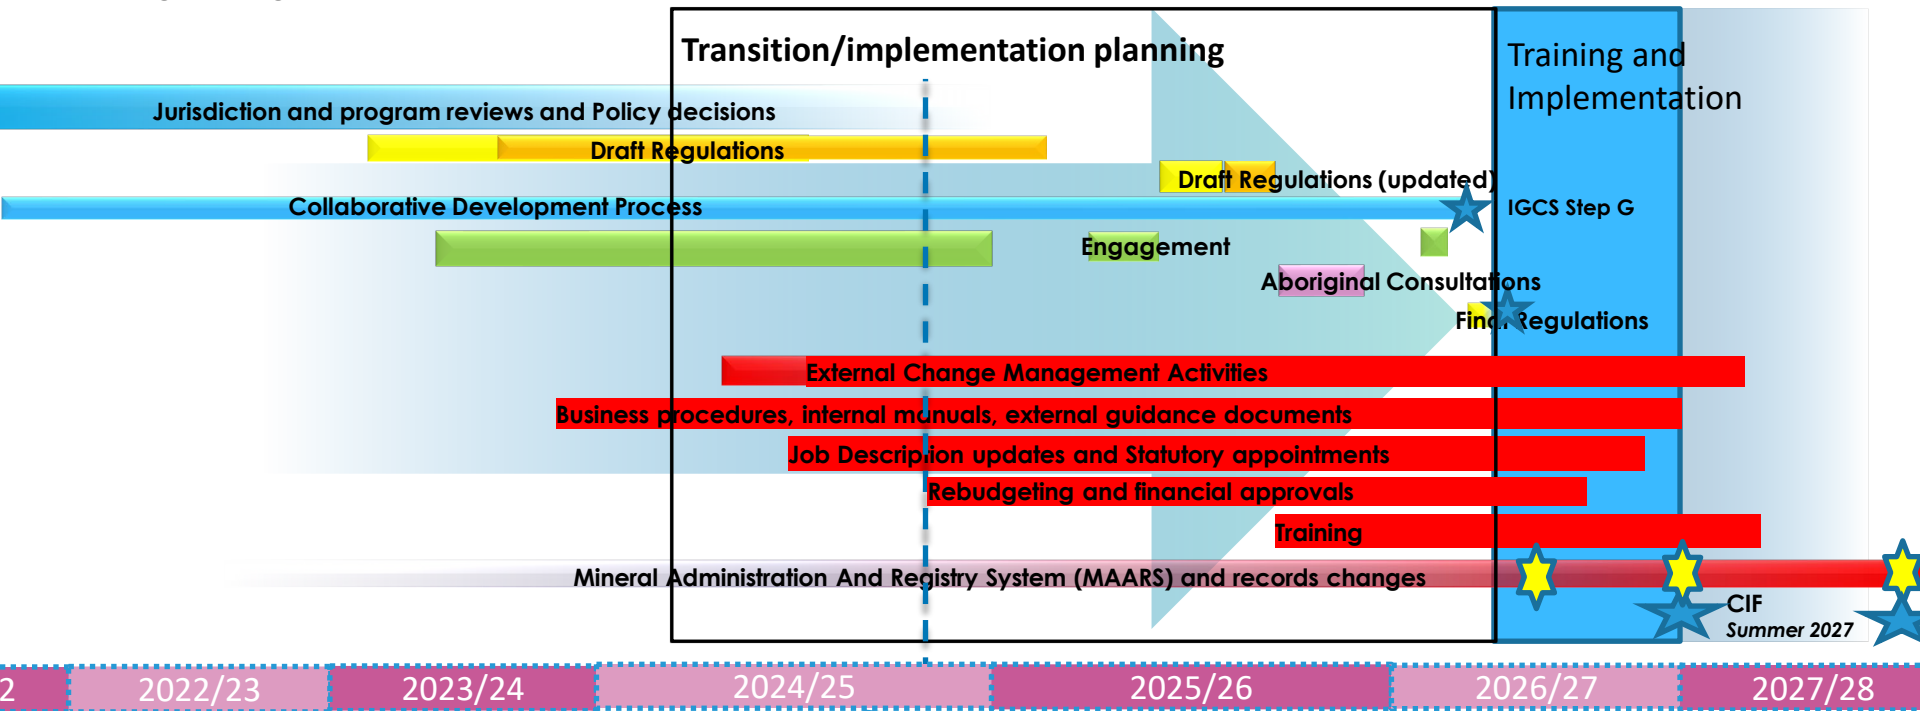 Transition/implementation planning
Training and
Implementation
Jurisdiction and program reviews and Policy decisions
Draft Regulations
Draft Regulations (updated)
Collaborative Development Process
IGCS Step G
Engagement
Aboriginal Consultations
Final Regulations
External Change Management Activities
Business procedures, internal manuals, external guidance documents
Job Description updates and Statutory appointments
Rebudgeting and financial approvals
Training
Mineral Administration And Registry System (MAARS) and records changes
CIF
Summer 2027
2 2022/23 2023/24 2024/25 2025/26 2026/27 2027/28